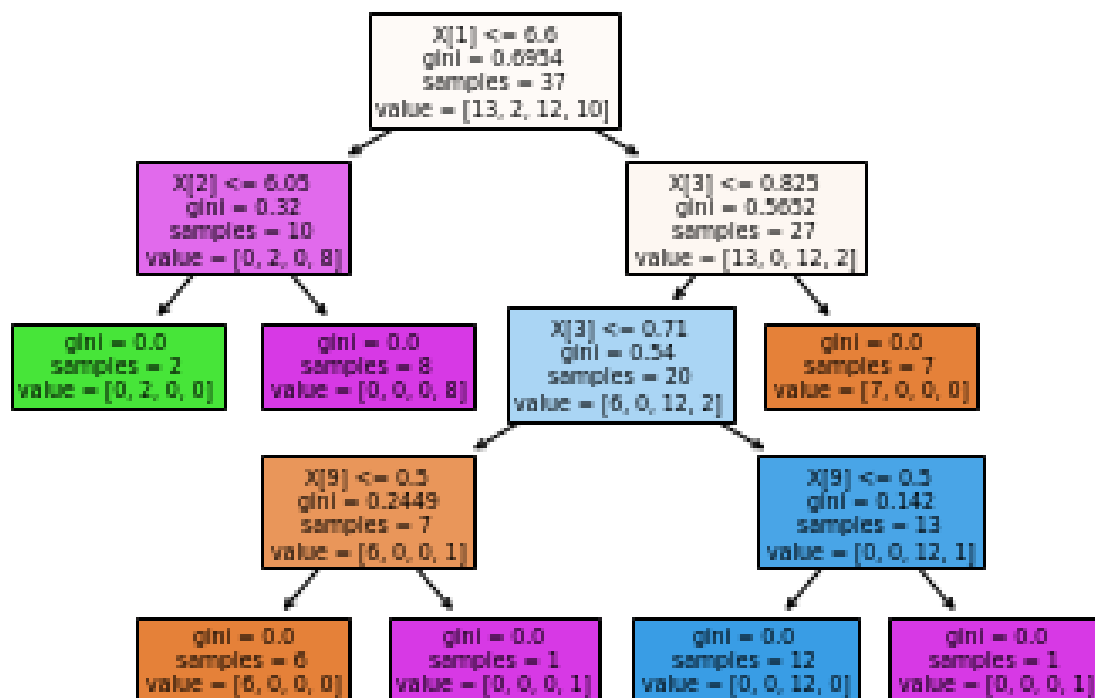 X[1] <= 6.6
gini = 0.6954
samples = 37
value = [13, 2, 12, 10]
X[2] <= 6.05
gini = 0.32
samples = 10
value = [0, 2, 0, 8]
X[3] <= 0.825
gini = 0.5652
samples = 27
value = [13, 0, 12, 2]
gini = 0.0
samples = 2
value = [0, 2, 0, 0]
gini = 0.0
samples = 8
value = [0, 0, 0, 8]
X[3] <= 0.71
gini = 0.54
samples = 20
value = [6, 0, 12, 2]
gini = 0.0
samples = 7
value = [7, 0, 0, 0]
X[9] <= 0.5
gini = 0.2449
samples = 7
value = [6, 0, 0, 1]
X[9] <= 0.5
gini = 0.142
samples = 13
value = [0, 0, 12, 1]
gini = 0.0
samples = 6
value = [6, 0, 0, 0]
gini = 0.0
samples = 1
value = [0, 0, 0, 1]
gini = 0.0
samples = 12
value = [0, 0, 12, 0]
gini = 0.0
samples = 1
value = [0, 0, 0, 1]